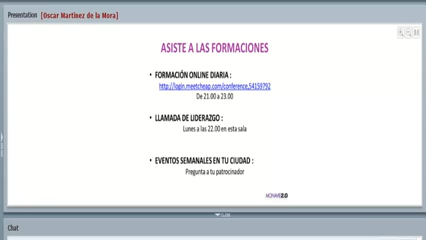 Presentation [Oscar Martinez de la Mora]
ASISTE A LAS FORMACIONES
• FORMACIÓN ONLINE DIARIA :
http://login.meetcheap.com/conference,54159792
De 21.00 a 23.00
• LLAMADA DE LIDERAZGO :
Lunes a las 22.00 en esta sala
• EVENTOS SEMANALES EN TU CIUDAD :
Pregunta a tu patrocinador
Chat